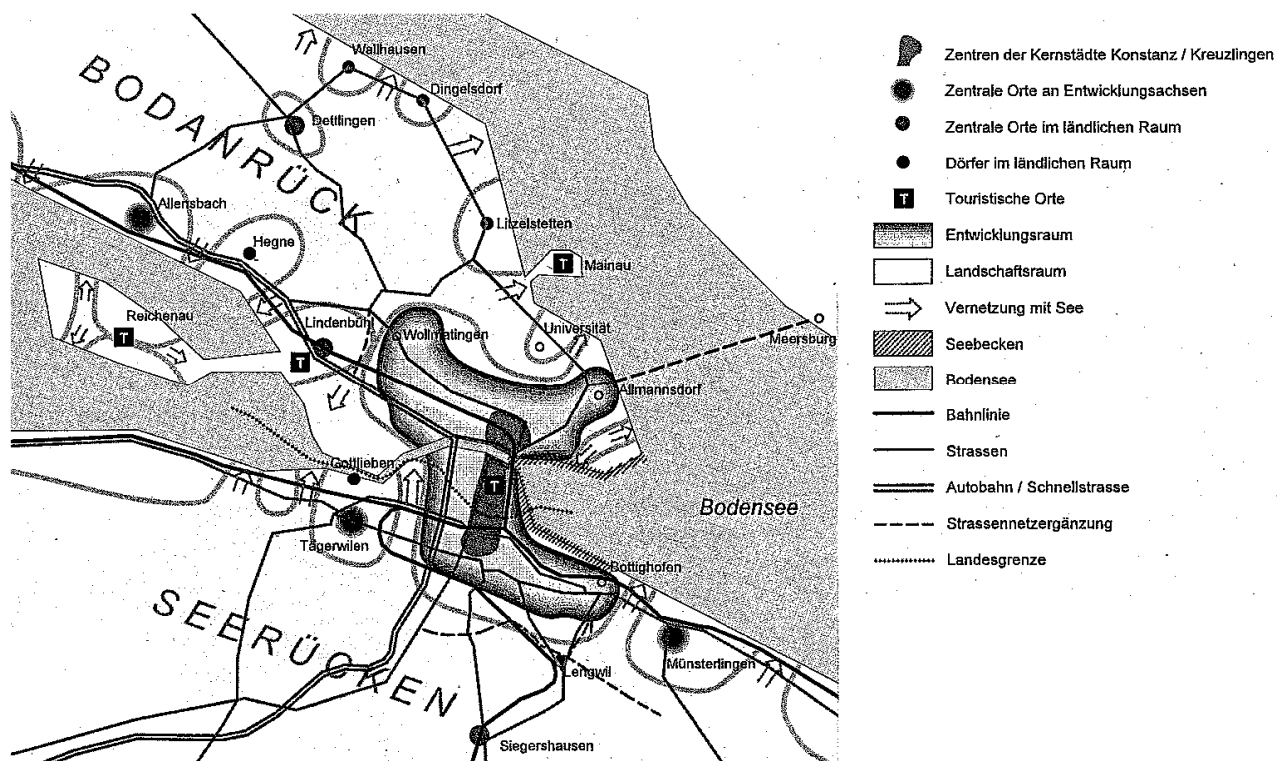 Wallhausen
Dingelsdorf
Dettlingen
BODANRÜCK
Allensbach
Litzelstetten
Hegne
T
Mainau
Reichenau
T
Lindenbühl
Wollmatingen
Universität
Meersburg
T
Allmannsdorf
Gottlieben
T
Bodensee
Tägerwilen
Bottighofen
SEERÜCKEN
Lengwil
Münsterlingen
Siegershausen
Zentren der Kernstädte Konstanz / Kreuzlingen
Zentrale Orte an Entwicklungsachsen
Zentrale Orte im ländlichen Raum
Dörfer im ländlichen Raum
T Touristische Orte
Entwicklungsraum
Landschaftsraum
Vernetzung mit See
Seebecken
Bodensee
Bahnlinie
Strassen
Autobahn / Schnellstrasse
Strassennetzergänzung
Landesgrenze